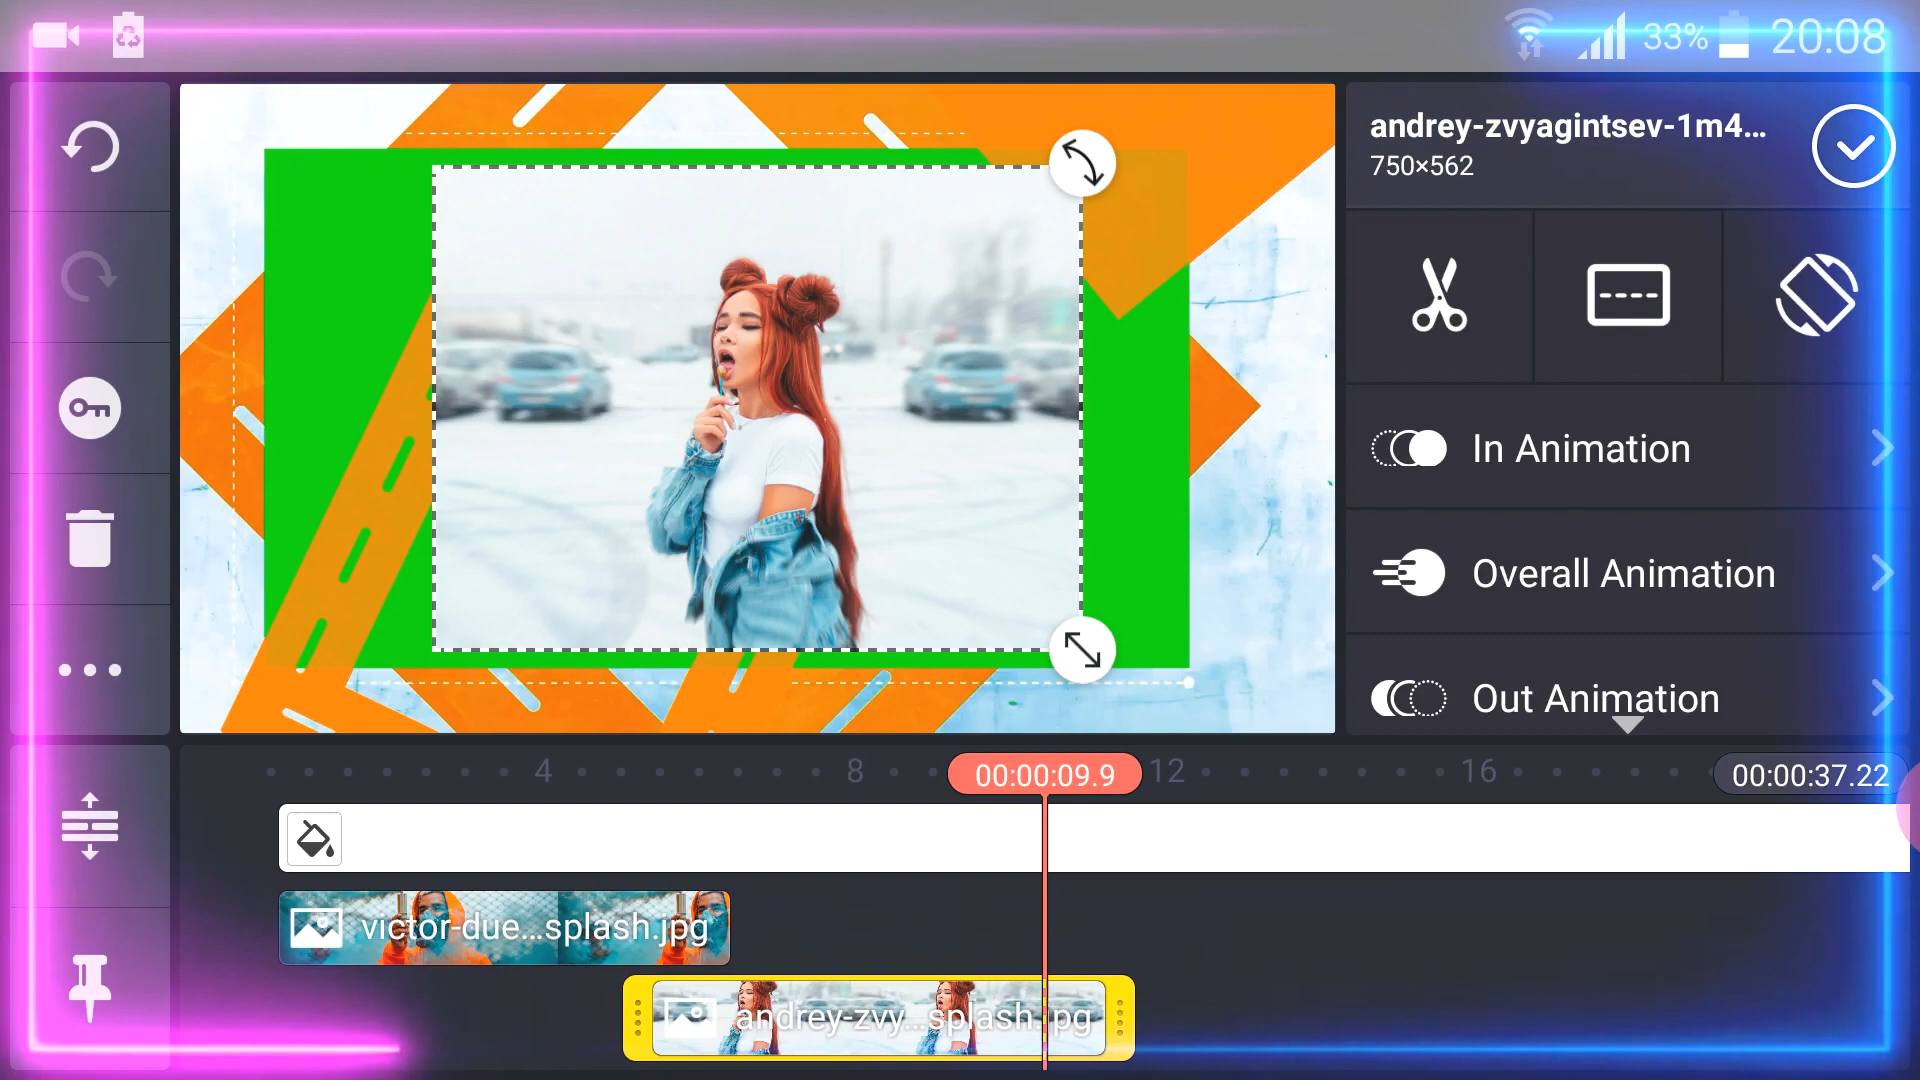 33%
20:08
andrey-zvyagintsev-1m4...
750×562
In Animation
Overall Animation
Out Animation
4
8
00:00:09.9
12
16
00:00:37.22
victor-due...splash.jpg
andrey-zvy...splash.jpg